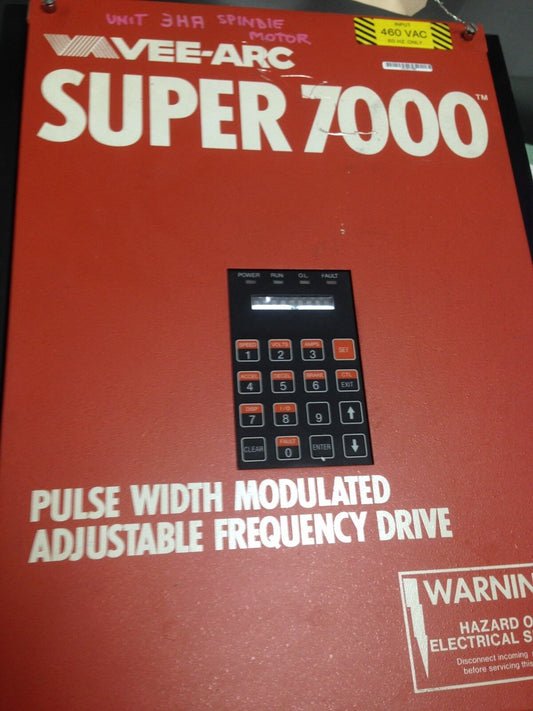 UNIT 3HA SPINDIE
MOTOR
INPUT
460 VAC
60 HZ ONLY
VEE-ARC
SUPER 7000™
POWER RUN O.L. FAULT
SPEED VOLTS AMPS
1 2 3 SET
ACCEL DECEL BRAKE CTL
4 5 6 EXIT
DISP I/O
7 8 9 ↑
FAULT
CLEAR 0 ENTER ↓
PULSE WIDTH MODULATED
ADJUSTABLE FREQUENCY DRIVE
WARNIN
HAZARD O
ELECTRICAL S
Disconnect incoming
before servicing this